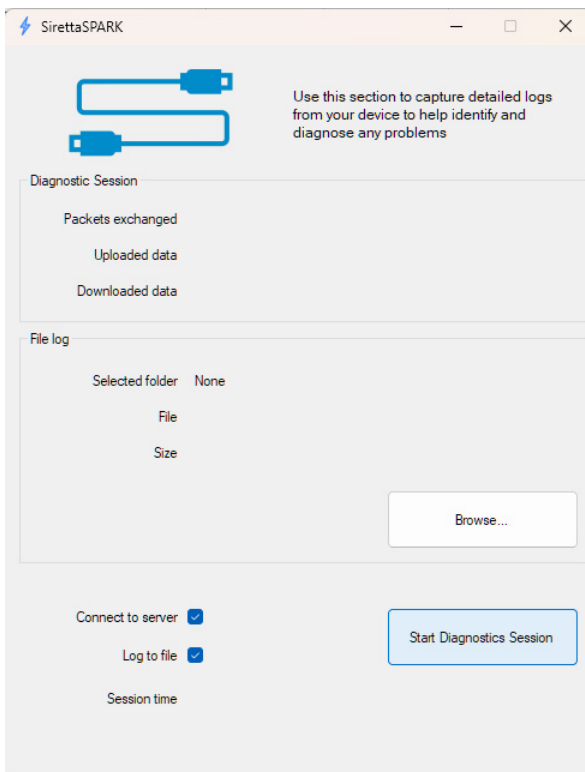 SirettaSPARK
Use this section to capture detailed logs
from your device to help identify and
diagnose any problems
Diagnostic Session
Packets exchanged
Uploaded data
Downloaded data
File log
Selected folder None
File
Size
Browse...
Connect to server
Start Diagnostics Session
Log to file
Session time